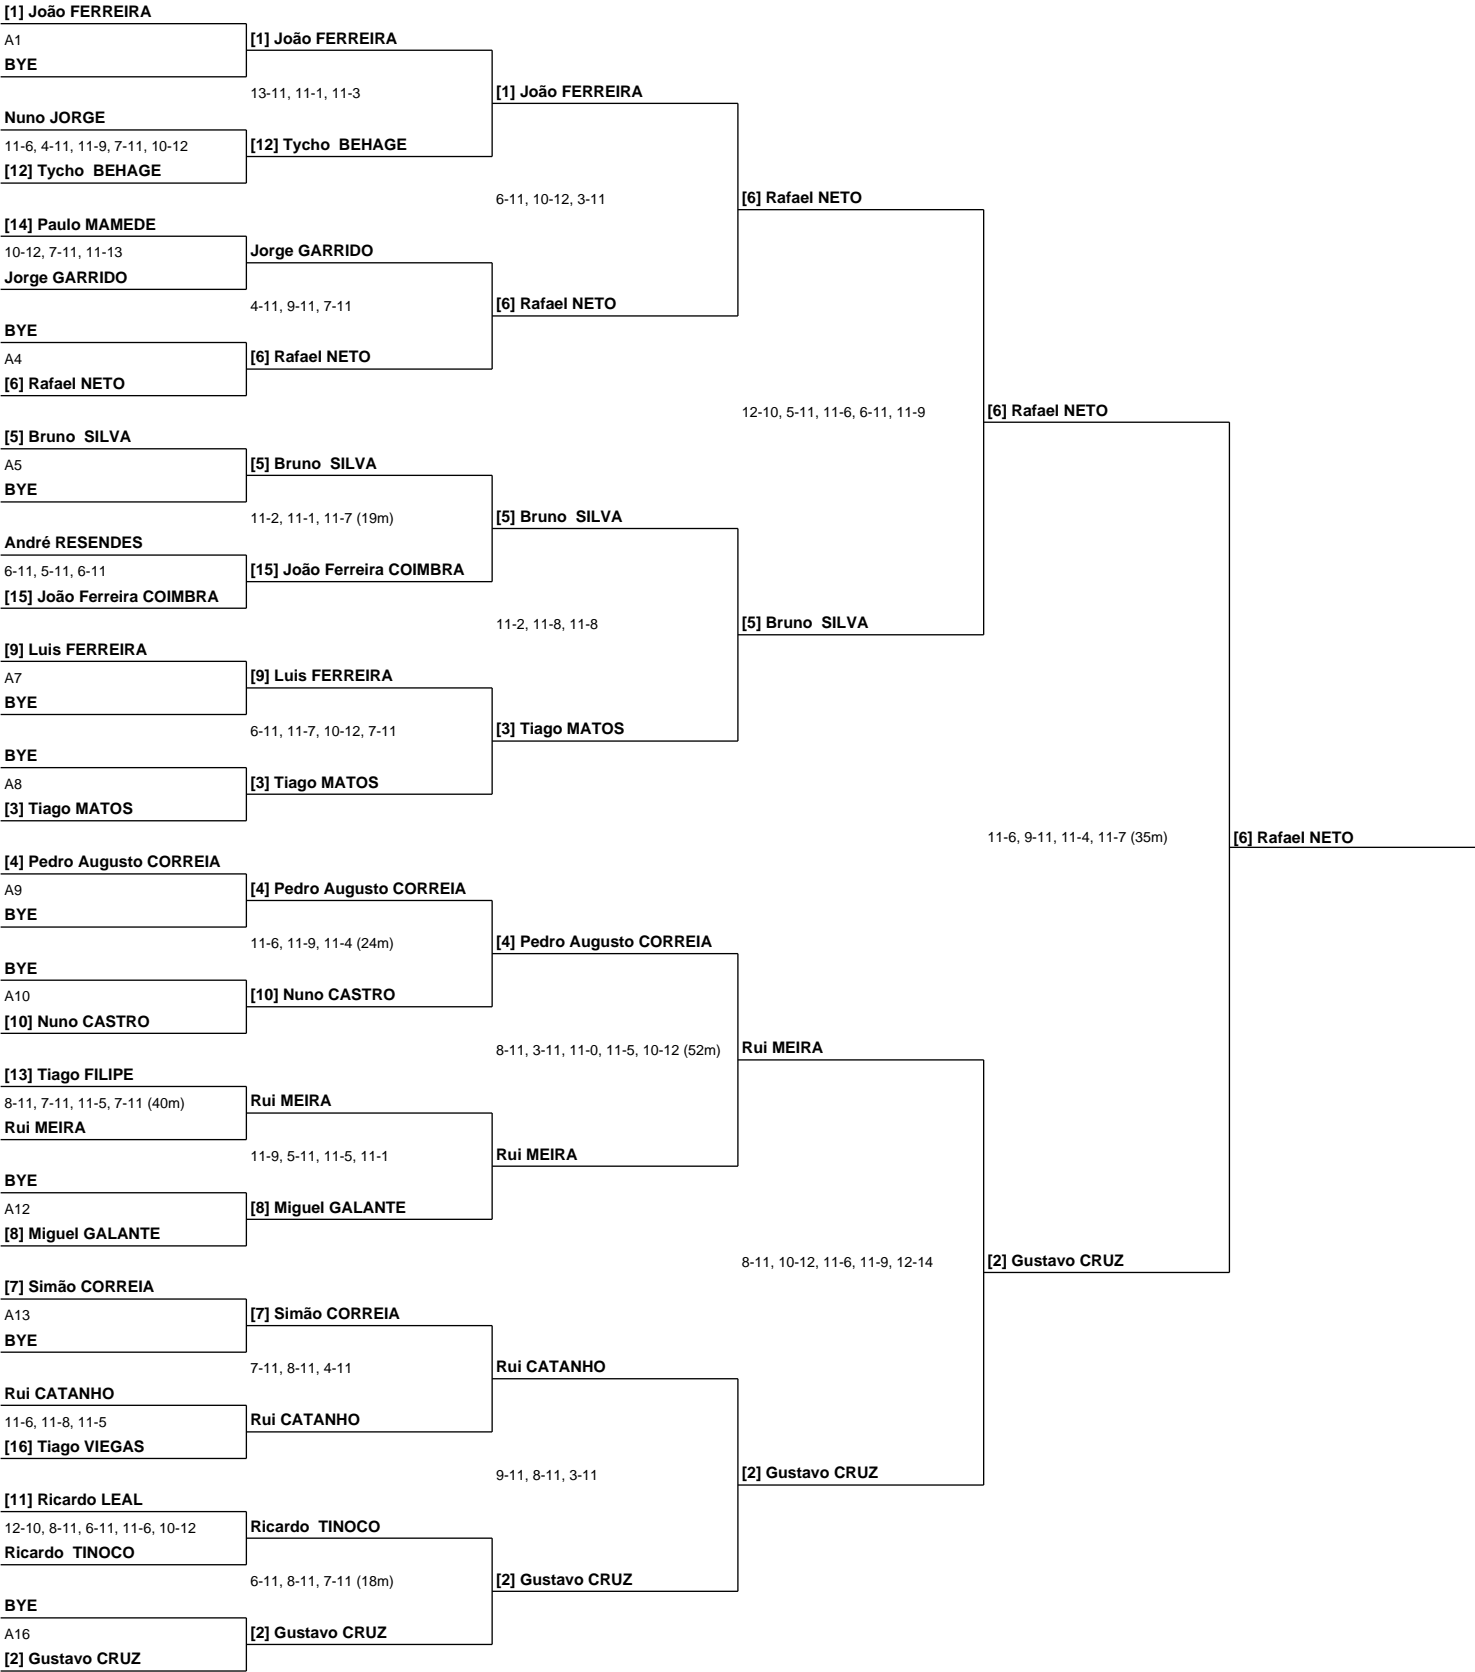 [1] João FERREIRA
A1
BYE
Nuno JORGE
11-6, 4-11, 11-9, 7-11, 10-12
[12] Tycho  BEHAGE
[14] Paulo MAMEDE
10-12, 7-11, 11-13
Jorge GARRIDO
BYE
A4
[6] Rafael NETO
[5] Bruno  SILVA
A5
BYE
André RESENDES
6-11, 5-11, 6-11
[15] João Ferreira COIMBRA
[9] Luis FERREIRA
A7
BYE
BYE
A8
[3] Tiago MATOS
[4] Pedro Augusto CORREIA
A9
BYE
BYE
A10
[10] Nuno CASTRO
[13] Tiago FILIPE
8-11, 7-11, 11-5, 7-11 (40m)
Rui MEIRA
BYE
A12
[8] Miguel GALANTE
[7] Simão CORREIA
A13
BYE
Rui CATANHO
11-6, 11-8, 11-5
[16] Tiago VIEGAS
[11] Ricardo LEAL
12-10, 8-11, 6-11, 11-6, 10-12
Ricardo  TINOCO
BYE
A16
[2] Gustavo CRUZ
[1] João FERREIRA
13-11, 11-1, 11-3
[12] Tycho  BEHAGE
Jorge GARRIDO
4-11, 9-11, 7-11
[6] Rafael NETO
[5] Bruno  SILVA
11-2, 11-1, 11-7 (19m)
[15] João Ferreira COIMBRA
[9] Luis FERREIRA
6-11, 11-7, 10-12, 7-11
[3] Tiago MATOS
[4] Pedro Augusto CORREIA
11-6, 11-9, 11-4 (24m)
[10] Nuno CASTRO
Rui MEIRA
11-9, 5-11, 11-5, 11-1
[8] Miguel GALANTE
[7] Simão CORREIA
7-11, 8-11, 4-11
Rui CATANHO
Ricardo  TINOCO
6-11, 8-11, 7-11 (18m)
[2] Gustavo CRUZ
[1] João FERREIRA
6-11, 10-12, 3-11
[6] Rafael NETO
[5] Bruno  SILVA
11-2, 11-8, 11-8
[3] Tiago MATOS
[4] Pedro Augusto CORREIA
8-11, 3-11, 11-0, 11-5, 10-12 (52m)
Rui MEIRA
Rui CATANHO
9-11, 8-11, 3-11
[2] Gustavo CRUZ
[6] Rafael NETO
12-10, 5-11, 11-6, 6-11, 11-9
[5] Bruno  SILVA
Rui MEIRA
8-11, 10-12, 11-6, 11-9, 12-14
[2] Gustavo CRUZ
[6] Rafael NETO
11-6, 9-11, 11-4, 11-7 (35m)
[2] Gustavo CRUZ
[6] Rafael NETO